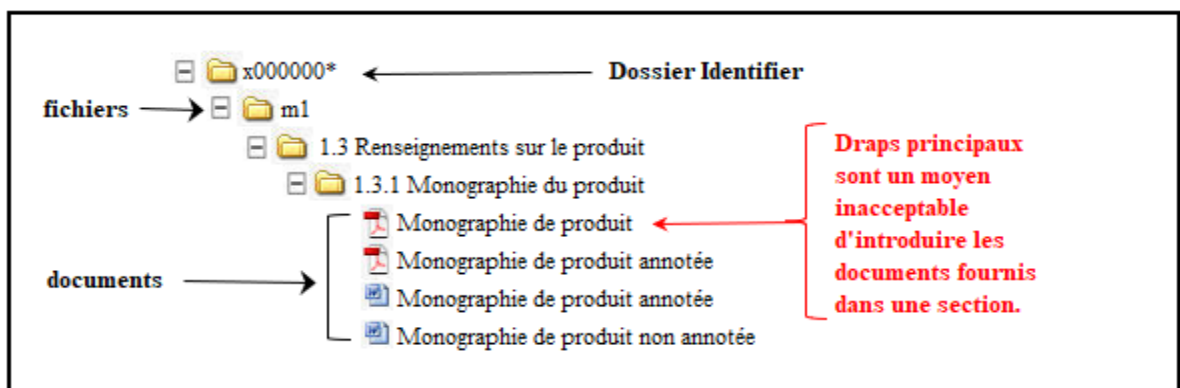 x000000*
Dossier Identifier
fichiers
m1
1.3 Renseignements sur le produit
1.3.1 Monographie du produit
Monographie de produit
Monographie de produit annotée
Monographie de produit annotée
Monographie de produit non annotée
documents
Draps principaux
sont un moyen
inacceptable
d'introduire les
documents fournis
dans une section.